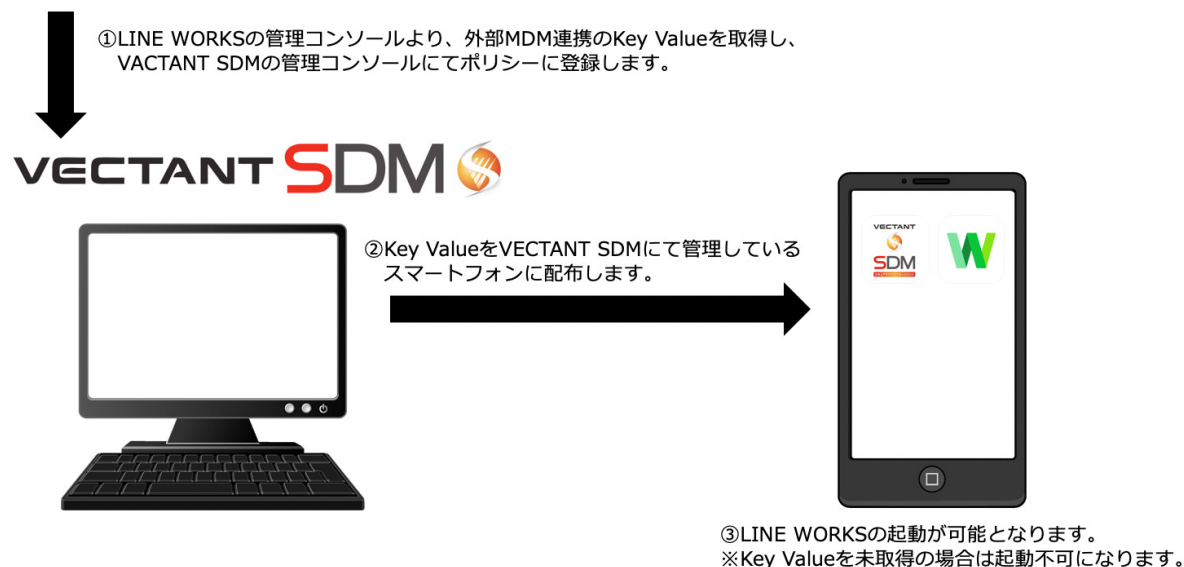 ①LINE WORKSの管理コンソールより、外部MDM連携のKey Valueを取得し、
VACTANT SDMの管理コンソールにてポリシーに登録します。
VECTANT SDM
②Key ValueをVECTANT SDMにて管理している
スマートフォンに配布します。
VECTANT
SDM
W
③LINE WORKSの起動が可能となります。
※Key Valueを未取得の場合は起動不可になります。